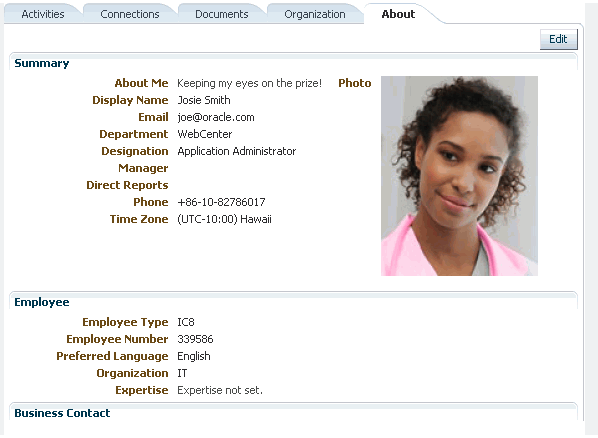 Activities Connections Documents Organization About
Edit
Summary
About Me Keeping my eyes on the prize! Photo
Display Name Josie Smith
Email joe@oracle.com
Department WebCenter
Designation Application Administrator
Manager
Direct Reports
Phone +86-10-82786017
Time Zone (UTC-10:00) Hawaii
Employee
Employee Type IC8
Employee Number 339586
Preferred Language English
Organization IT
Expertise Expertise not set.
Business Contact